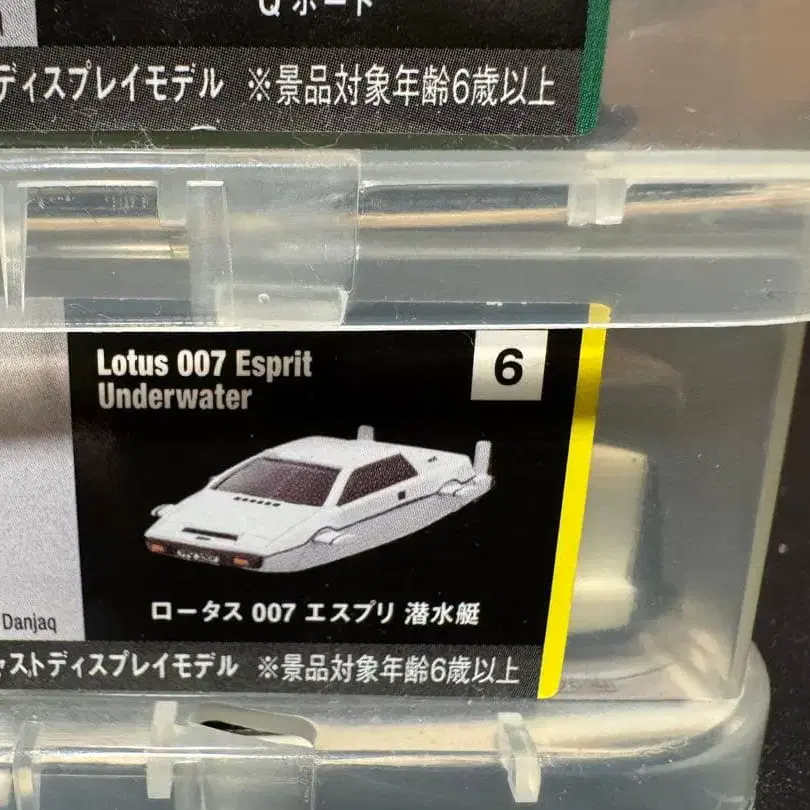 Q ボート
ディスプレイモデル ※景品対象年齢6歳以上
Lotus 007 Esprit
Underwater
6
ロータス 007 エスプリ 潜水艇
Danjaq
ャストディスプレイモデル ※景品対象年齢6歳以上